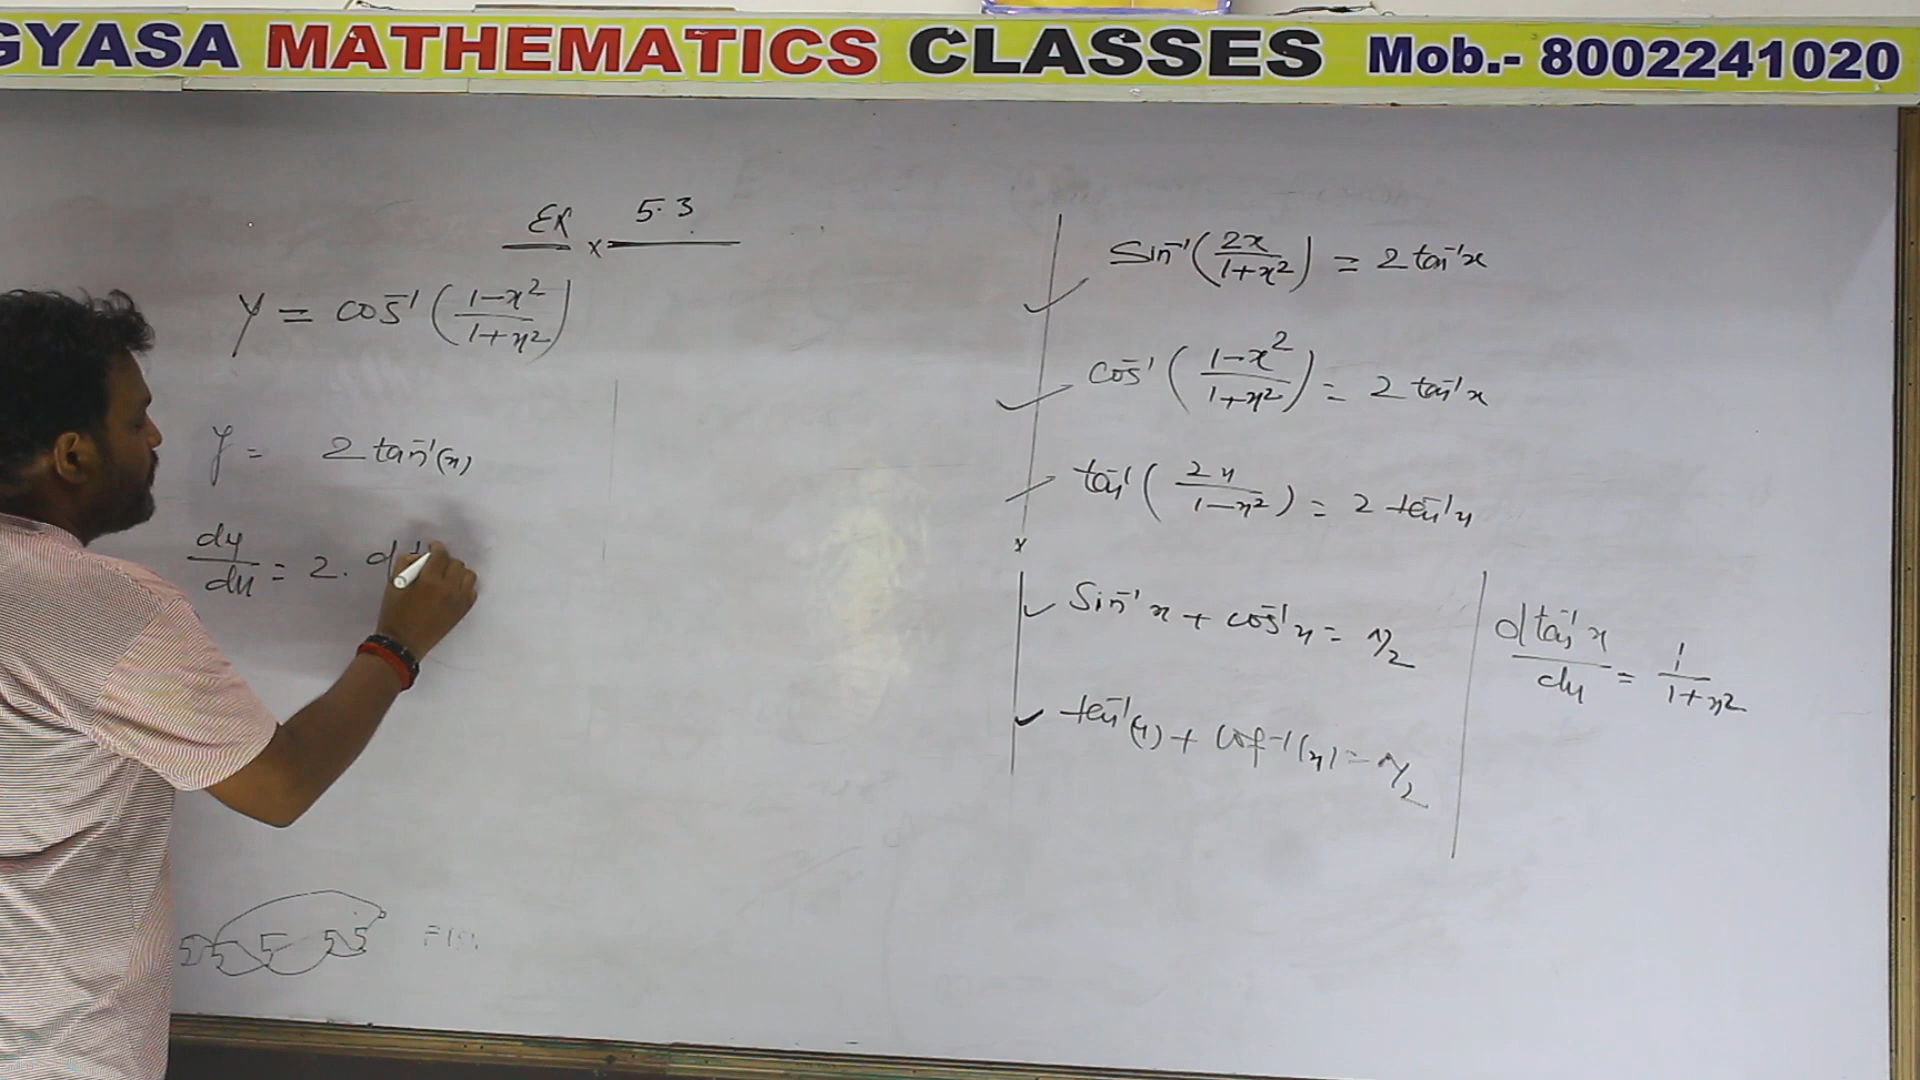 GYASA MATHEMATICS CLASSES Mob.- 8002241020
Ex × 5.3
y = cos⁻¹ ( (1-x²)/(1+x²) )
y = 2 tan⁻¹(x)
dy/dx = 2. d t
sin⁻¹ ( 2x/(1+x²) ) = 2 tan⁻¹x
cos⁻¹ ( (1-x²)/(1+x²) ) = 2 tan⁻¹x
tan⁻¹ ( 2x/(1-x²) ) = 2 tan⁻¹x
sin⁻¹x + cos⁻¹x = π/2
tan⁻¹(x) + cot⁻¹(x) = π/2
d tan⁻¹x/dx = 1/(1+x²)